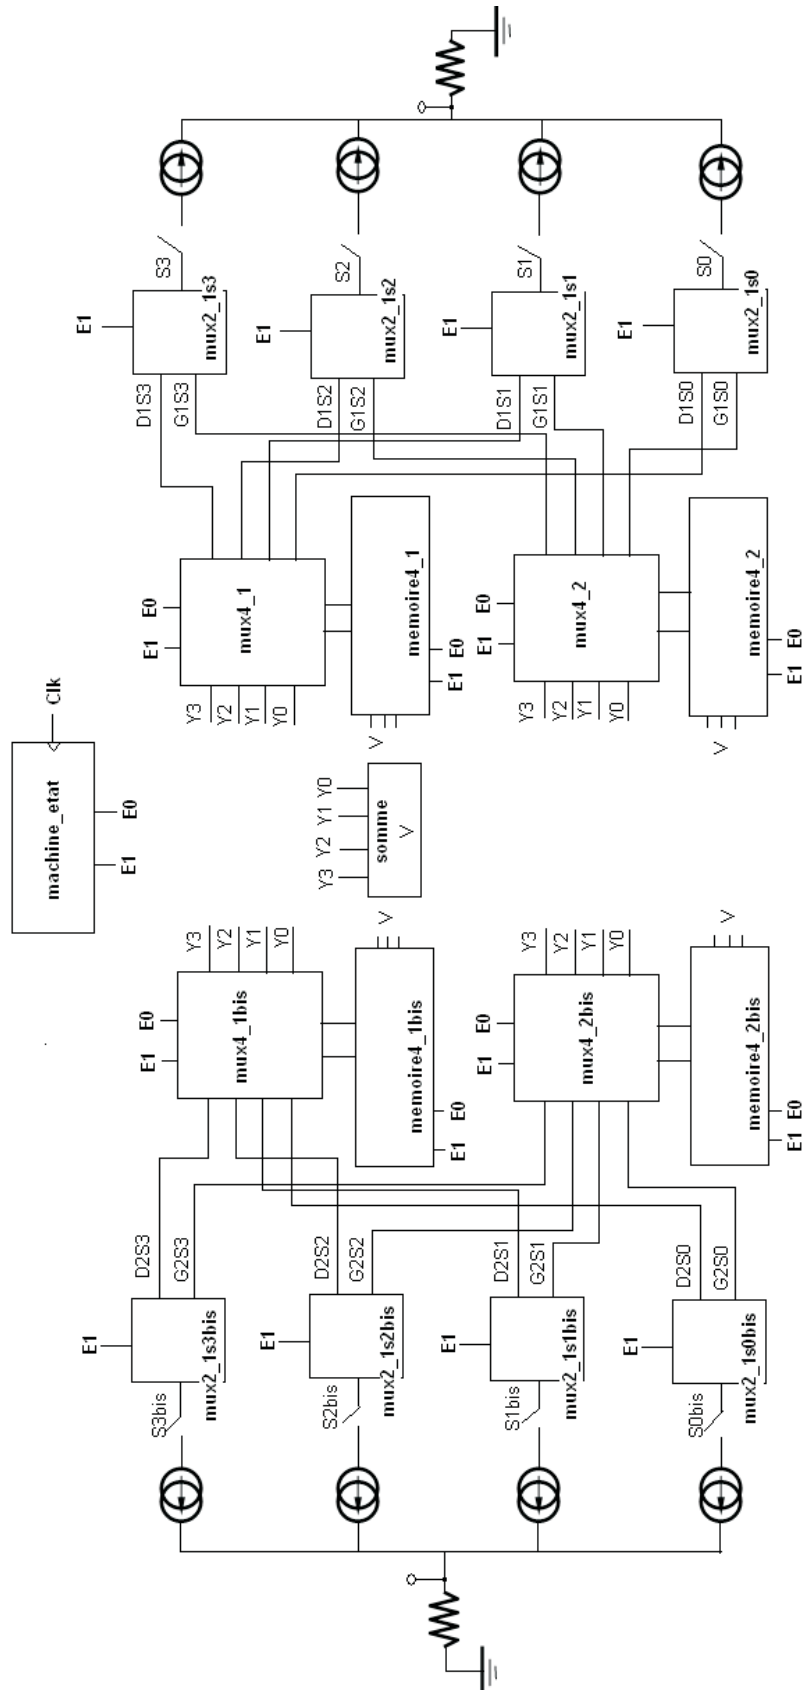 S3
S2
S1
S0
E1
mux2_1s3
E1
mux2_1s2
E1
mux2_1s1
E1
mux2_1s0
D1S3
G1S3
D1S2
G1S2
D1S1
G1S1
D1S0
G1S0
E0
E1
mux4_1
Y3
Y2
Y1
Y0
memoire4_1
E0
E1
V
E0
E1
mux4_2
Y3
Y2
Y1
Y0
memoire4_2
E0
E1
V
Clk
machine_etat
E0
E1
Y3 Y2 Y1 Y0
somme
V
E0
E1
mux4_1bis
Y3
Y2
Y1
Y0
memoire4_1bis
E0
E1
V
E0
E1
mux4_2bis
Y3
Y2
Y1
Y0
memoire4_2bis
E0
E1
V
D2S3
G2S3
D2S2
G2S2
D2S1
G2S1
D2S0
G2S0
E1
mux2_1s3bis
E1
mux2_1s2bis
E1
mux2_1s1bis
E1
mux2_1s0bis
S3bis
S2bis
S1bis
S0bis